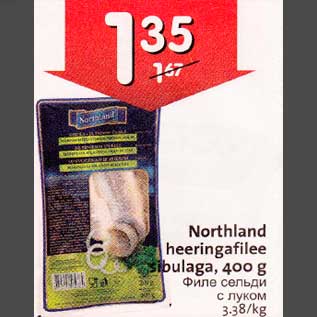 1.35
1.67
Northland
Northland
heeringafilee
sibulaga, 400 g
Филе сельди
с луком
3.38/kg